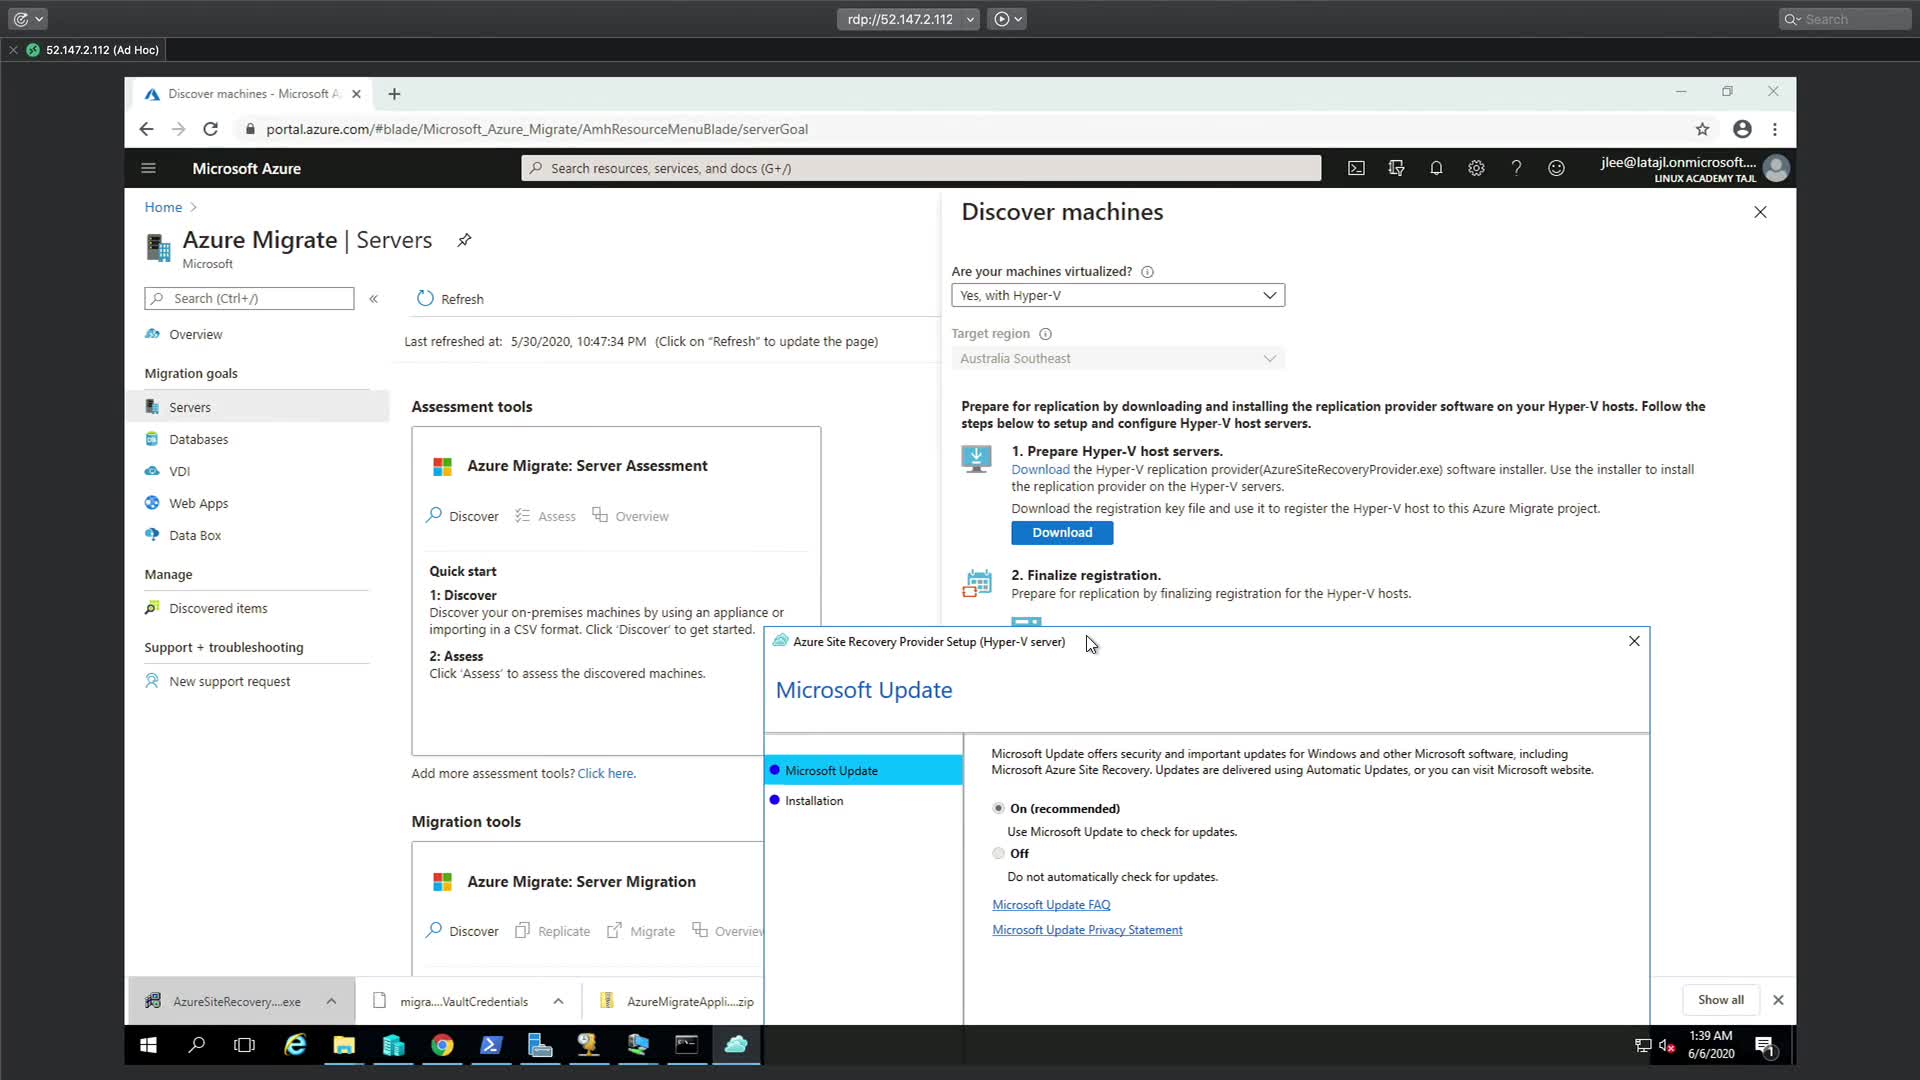 rdp://52.147.2.112
Search
52.147.2.112 (Ad Hoc)
Discover machines - Microsoft A
portal.azure.com/#blade/Microsoft_Azure_Migrate/AmhResourceMenuBlade/serverGoal
Microsoft Azure
Search resources, services, and docs (G+/)
jlee@latajl.onmicrosoft....
LINUX ACADEMY TAJL
Home
Azure Migrate | Servers
Microsoft
Search (Ctrl+/)
Overview
Migration goals
Servers
Databases
VDI
Web Apps
Data Box
Manage
Discovered items
Support + troubleshooting
New support request
Refresh
Last refreshed at: 5/30/2020, 10:47:34 PM (Click on “Refresh” to update the page)
Assessment tools
Azure Migrate: Server Assessment
Discover Assess Overview
Quick start
1: Discover
Discover your on-premises machines by using an appliance or
importing in a CSV format. Click ‘Discover’ to get started.
2: Assess
Click ‘Assess’ to assess the discovered machines.
Add more assessment tools? Click here.
Migration tools
Azure Migrate: Server Migration
Discover Replicate Migrate Overview
Discover machines
Are your machines virtualized?
Yes, with Hyper-V
Target region
Australia Southeast
Prepare for replication by downloading and installing the replication provider software on your Hyper-V hosts. Follow the
steps below to setup and configure Hyper-V host servers.
1. Prepare Hyper-V host servers.
Download the Hyper-V replication provider(AzureSiteRecoveryProvider.exe) software installer. Use the installer to install
the replication provider on the Hyper-V servers.
Download the registration key file and use it to register the Hyper-V host to this Azure Migrate project.
Download
2. Finalize registration.
Prepare for replication by finalizing registration for the Hyper-V hosts.
Azure Site Recovery Provider Setup (Hyper-V server)
Microsoft Update
Microsoft Update
Installation
Microsoft Update offers security and important updates for Windows and other Microsoft software, including
Microsoft Azure Site Recovery. Updates are delivered using Automatic Updates, or you can visit Microsoft website.
On (recommended)
Use Microsoft Update to check for updates.
Off
Do not automatically check for updates.
Microsoft Update FAQ
Microsoft Update Privacy Statement
AzureSiteRecovery....exe
migra....VaultCredentials
AzureMigrateAppli....zip
Show all
1:39 AM
6/6/2020
1